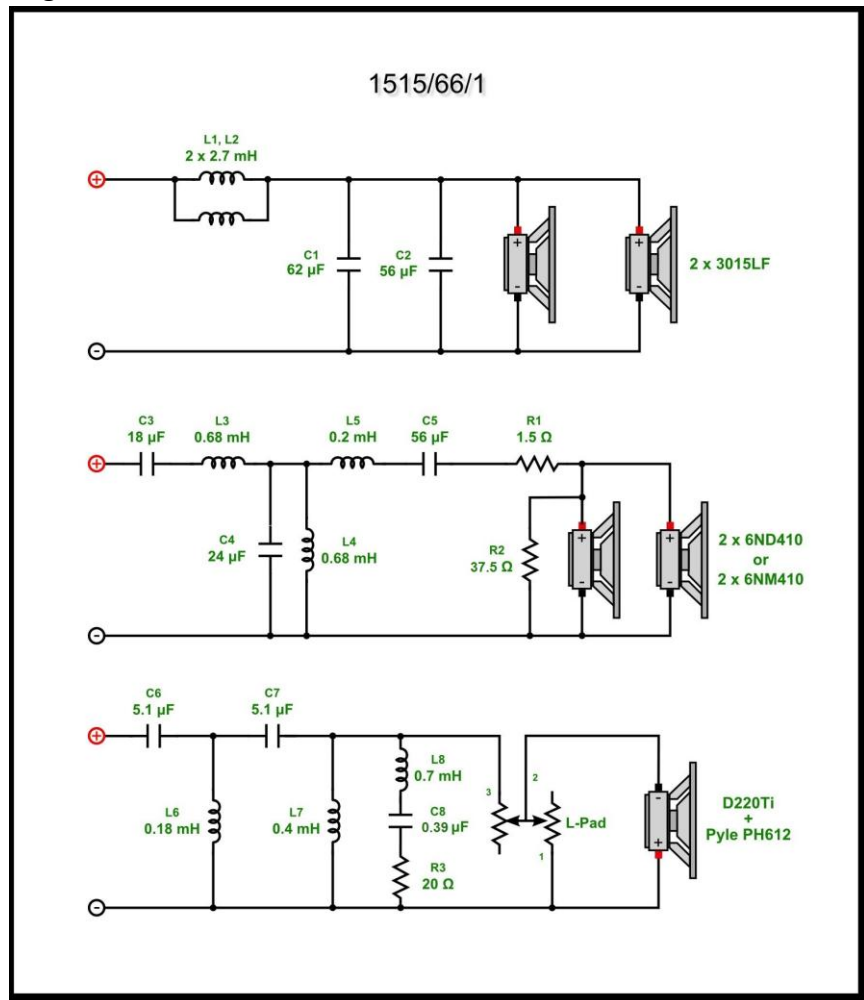 1515/66/1
L1, L2
2 x 2.7 mH
+
C1
62 µF
C2
56 µF
+
-
+
-
2 x 3015LF
-
C3
18 µF
L3
0.68 mH
L5
0.2 mH
C5
56 µF
R1
1.5 Ω
+
C4
24 µF
L4
0.68 mH
R2
37.5 Ω
+
-
+
-
2 x 6ND410
or
2 x 6NM410
-
C6
5.1 µF
C7
5.1 µF
+
L6
0.18 mH
L7
0.4 mH
L8
0.7 mH
C8
0.39 µF
R3
20 Ω
3
2
1
L-Pad
-
+
D220Ti
+
Pyle PH612
-